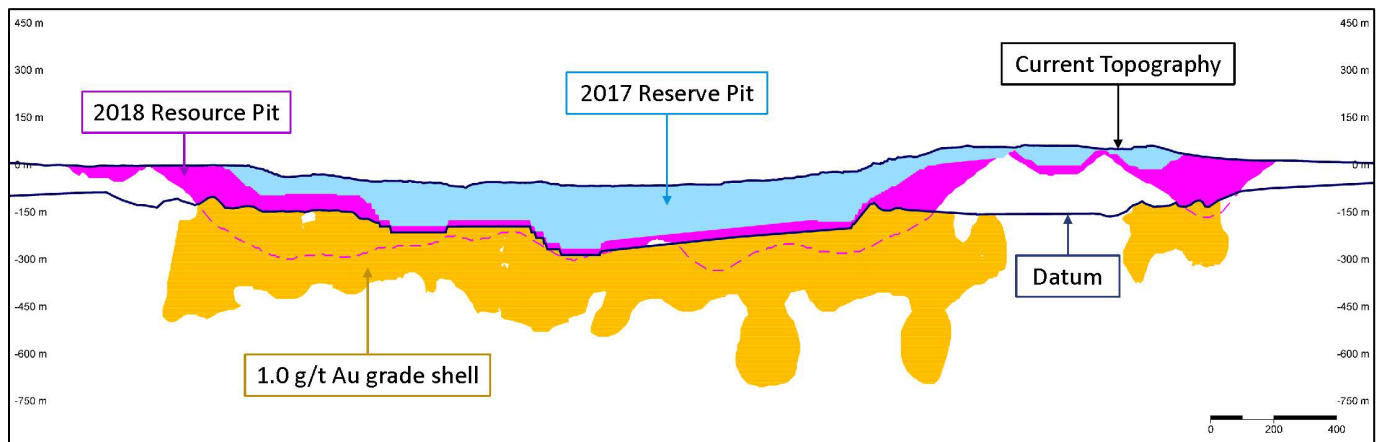 450 m
450 m
300 m
300 m
Current Topography
2017 Reserve Pit
2018 Resource Pit
150 m
150 m
0 m
0 m
-150 m
-150 m
-300 m
-300 m
Datum
-450 m
-450 m
1.0 g/t Au grade shell
-600 m
-600 m
-750 m
-750 m
0 200 400